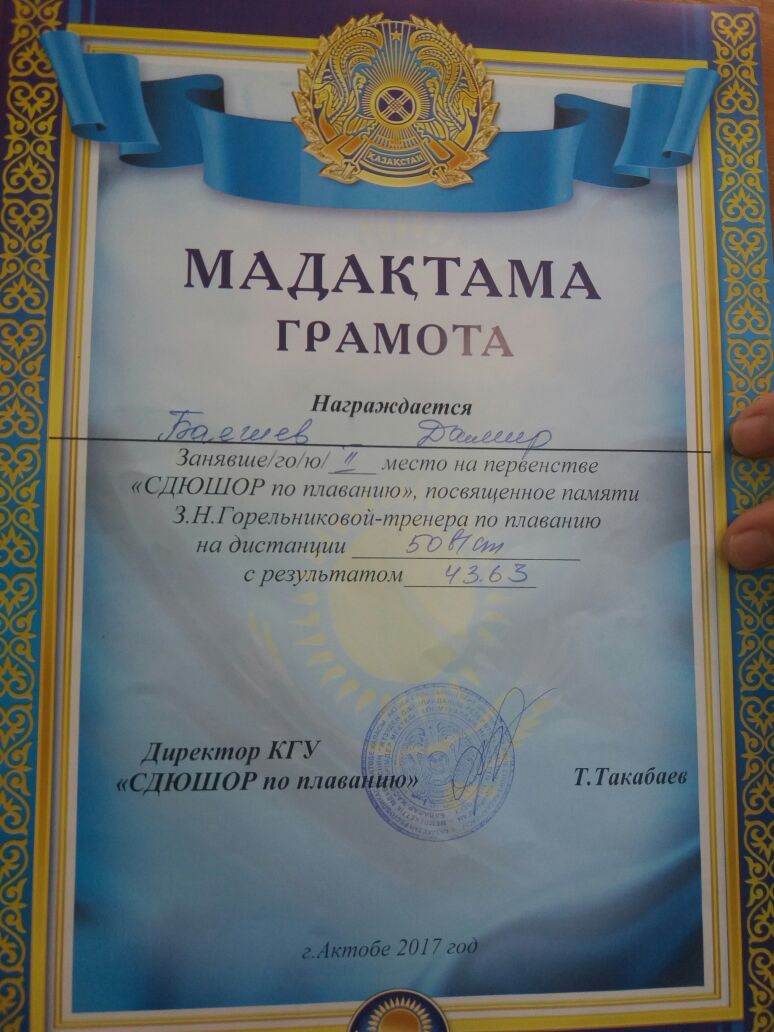 ҚАЗАҚСТАН
МАДАҚТАМА
ГРАМОТА
Награждается
Балгиев Дамир
Занявше/го/ю/ II место на первенстве
«СДЮШОР по плаванию», посвященное памяти
З.Н.Горельниковой-тренера по плаванию
на дистанции 50 в/ст
с результатом 43.63
Директор КГУ
«СДЮШОР по плаванию» Т.Такабаев
г.Актобе 2017 год